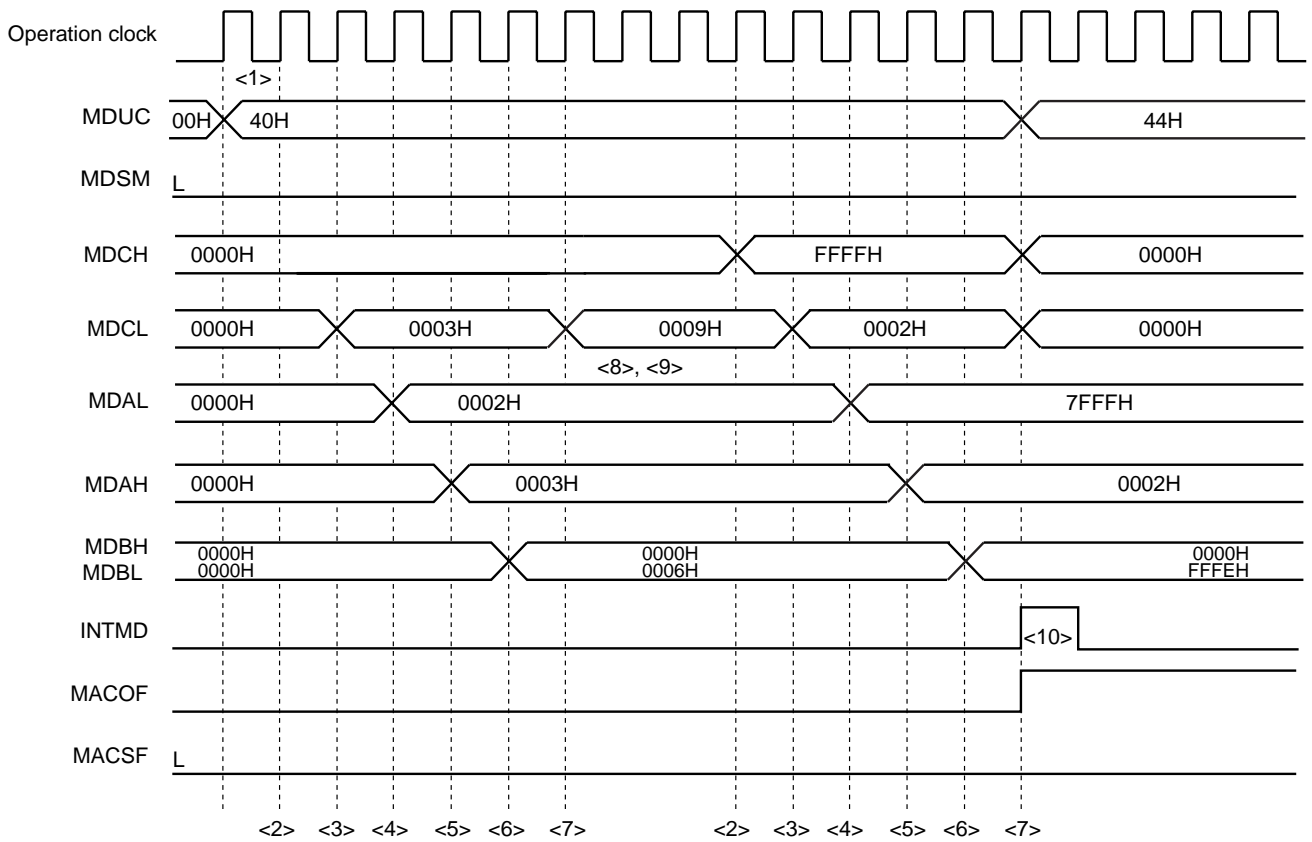 Operation clock
<1>
MDUC 00H 40H 44H
MDSM L
MDCH 0000H FFFFH 0000H
MDCL 0000H 0003H 0009H 0002H 0000H
<8>, <9>
MDAL 0000H 0002H 7FFFH
MDAH 0000H 0003H 0002H
MDBH 0000H 0000H 0000H
MDBL 0000H 0006H FFFEH
INTMD <10>
MACOF
MACSF L
<2> <3> <4> <5> <6> <7> <2> <3> <4> <5> <6> <7>